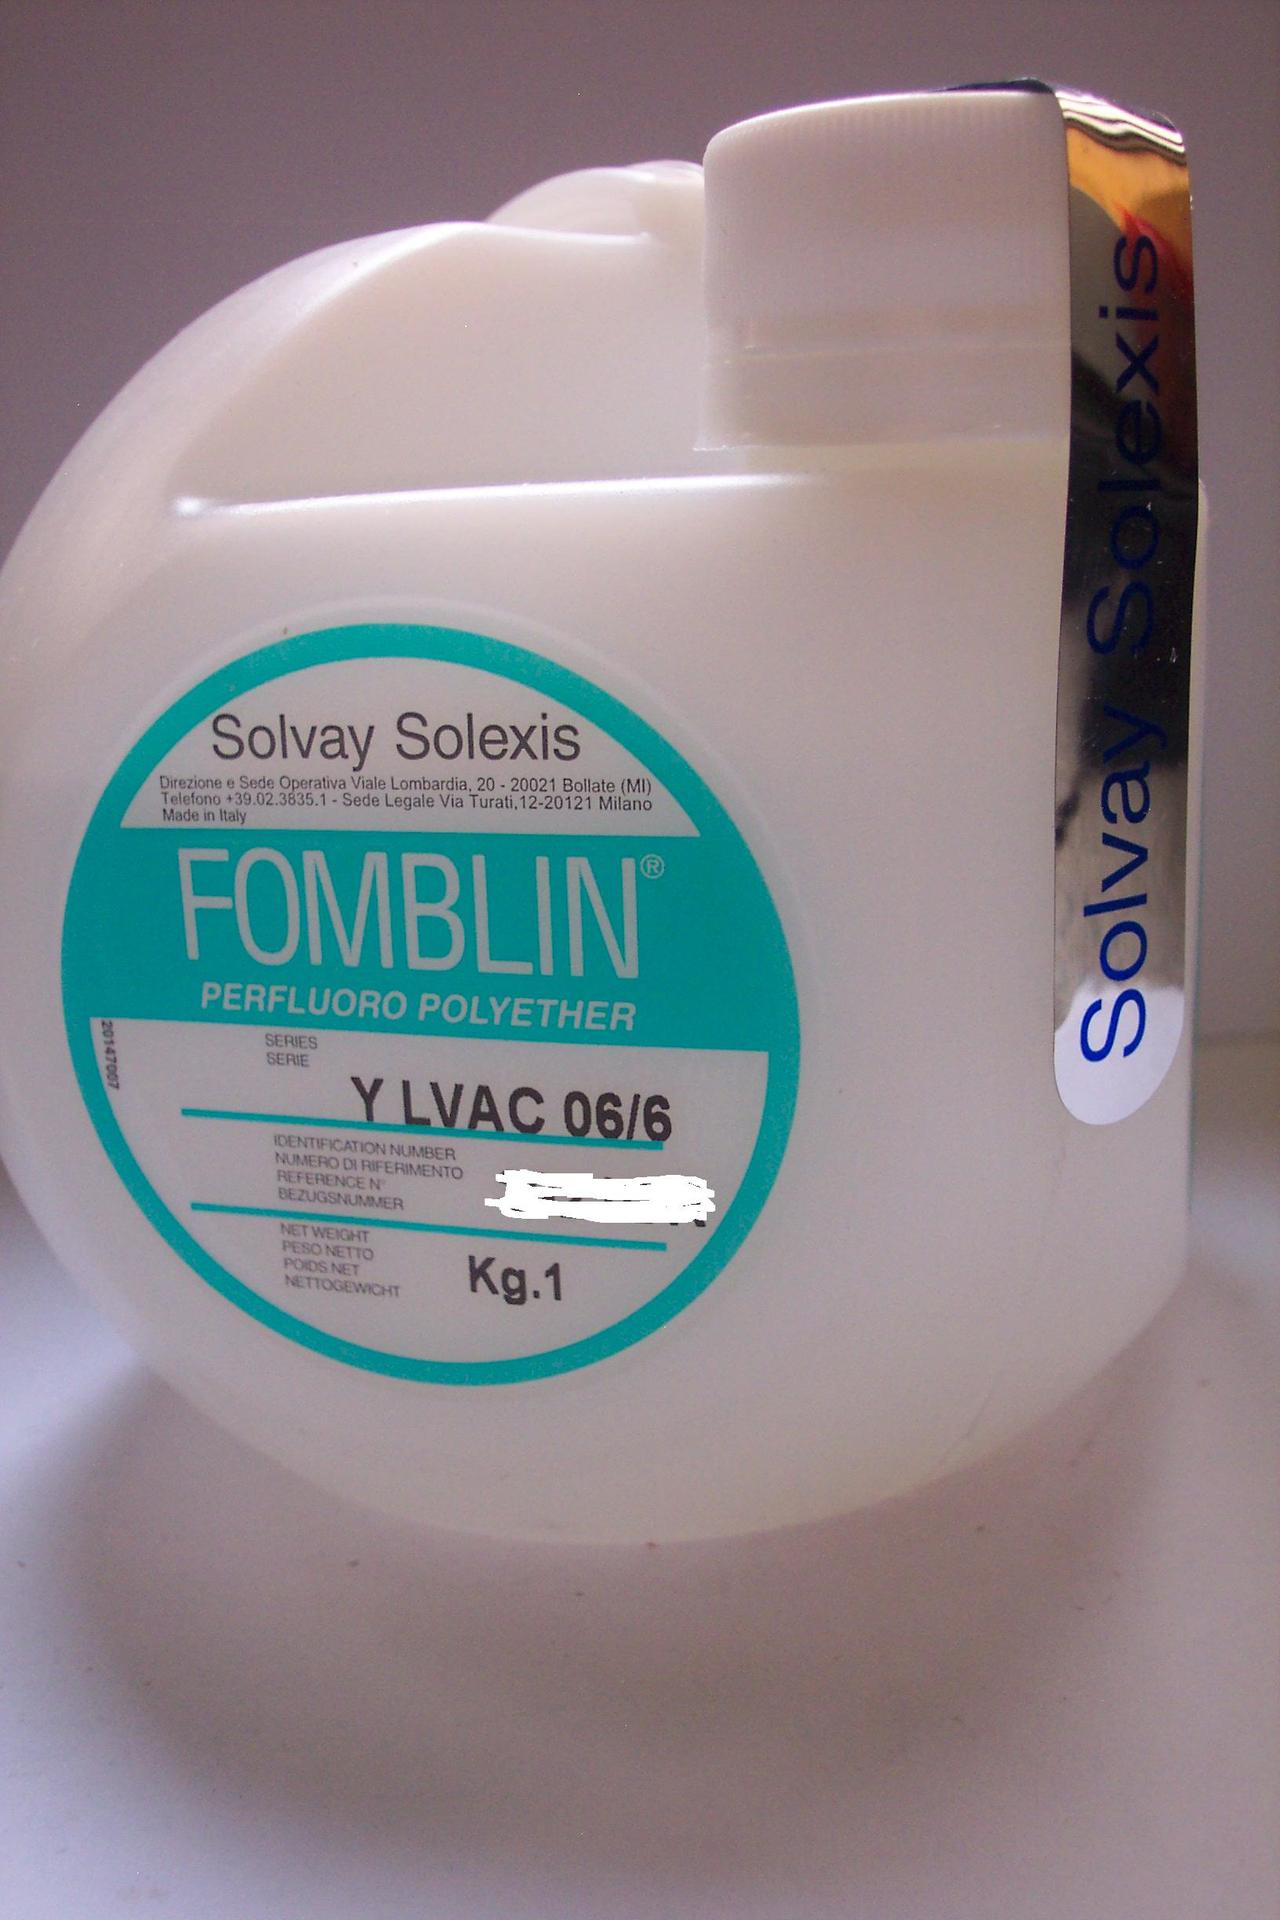 Solvay Solexis
Direzione e Sede Operativa Viale Lombardia, 20 - 20021 Bollate (MI)
Telefono +39.02.3835.1 - Sede Legale Via Turati,12-20121 Milano
Made in Italy
FOMBLIN®
PERFLUORO POLYETHER
20147007
SERIES
SERIE
Y LVAC 06/6
IDENTIFICATION NUMBER
NUMERO DI RIFERIMENTO
REFERENCE N°
BEZUGSNUMMER
NET WEIGHT
PESO NETTO
POIDS NET
NETTOGEWICHT
Kg.1
Solvay Solexis